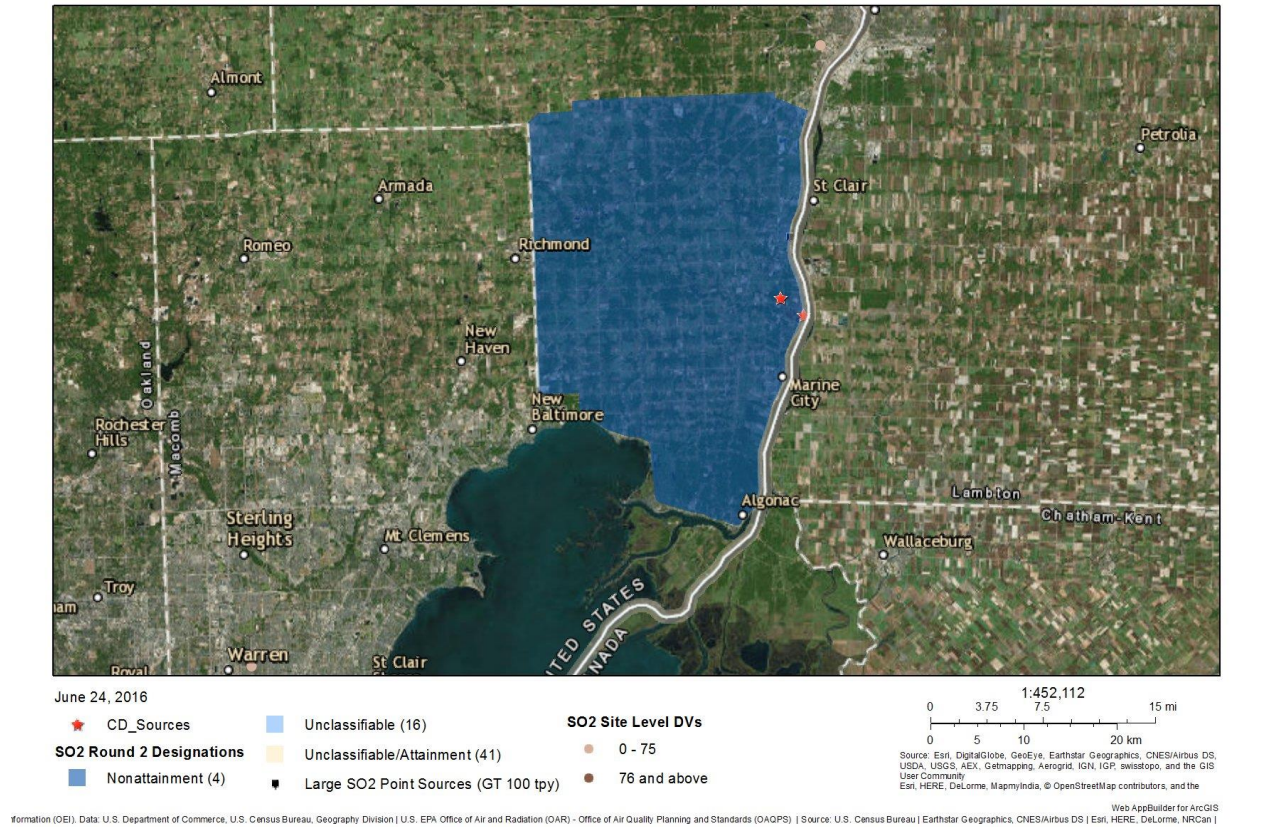 Almont
Petrolia
Armada
St Clair
Romeo
Richmond
New
Haven
Oakland
Macomb
Marine
City
New
Baltimore
Rochester
Hills
Lambton
Chatham-Kent
Algonac
Sterling
Heights
Mt Clemens
Wallaceburg
Troy
am
ITED STATES
NADA
Warren
St Clair
Royal
June 24, 2016
CD_Sources
SO2 Round 2 Designations
Nonattainment (4)
Unclassifiable (16)
Unclassifiable/Attainment (41)
Large SO2 Point Sources (GT 100 tpy)
SO2 Site Level DVs
0 - 75
76 and above
1:452,112
0 3.75 7.5 15 mi
0 5 10 20 km
Source: Esri, DigitalGlobe, GeoEye, Earthstar Geographics, CNES/Airbus DS,
USDA, USGS, AEX, Getmapping, Aerogrid, IGN, IGP, swisstopo, and the GIS
User Community
Esri, HERE, DeLorme, MapmyIndia, © OpenStreetMap contributors, and the
Web AppBuilder for ArcGIS
formation (OEI). Data: U.S. Department of Commerce, U.S. Census Bureau, Geography Division | U.S. EPA Office of Air and Radiation (OAR) - Office of Air Quality Planning and Standards (OAQPS) | Source: U.S. Census Bureau | Earthstar Geographics, CNES/Airbus DS | Esri, HERE, DeLorme, NRCan |